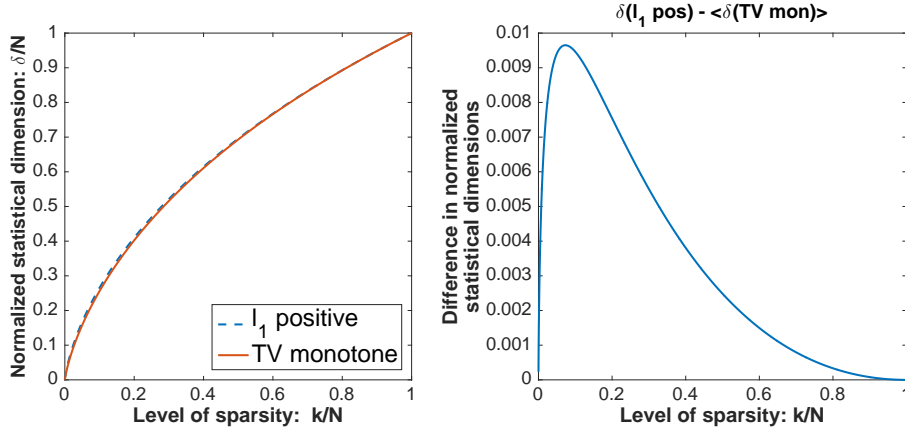 Normalized statistical dimension: δ/N
1
0.9
0.8
0.7
0.6
0.5
0.4
0.3
0.2
0.1
0
0 0.2 0.4 0.6 0.8 1
Level of sparsity: k/N
l1 positive
TV monotone
δ(l1 pos) - <δ(TV mon)>
Difference in normalized
statistical dimensions
0.01
0.009
0.008
0.007
0.006
0.005
0.004
0.003
0.002
0.001
0
0 0.2 0.4 0.6 0.8 1
Level of sparsity: k/N